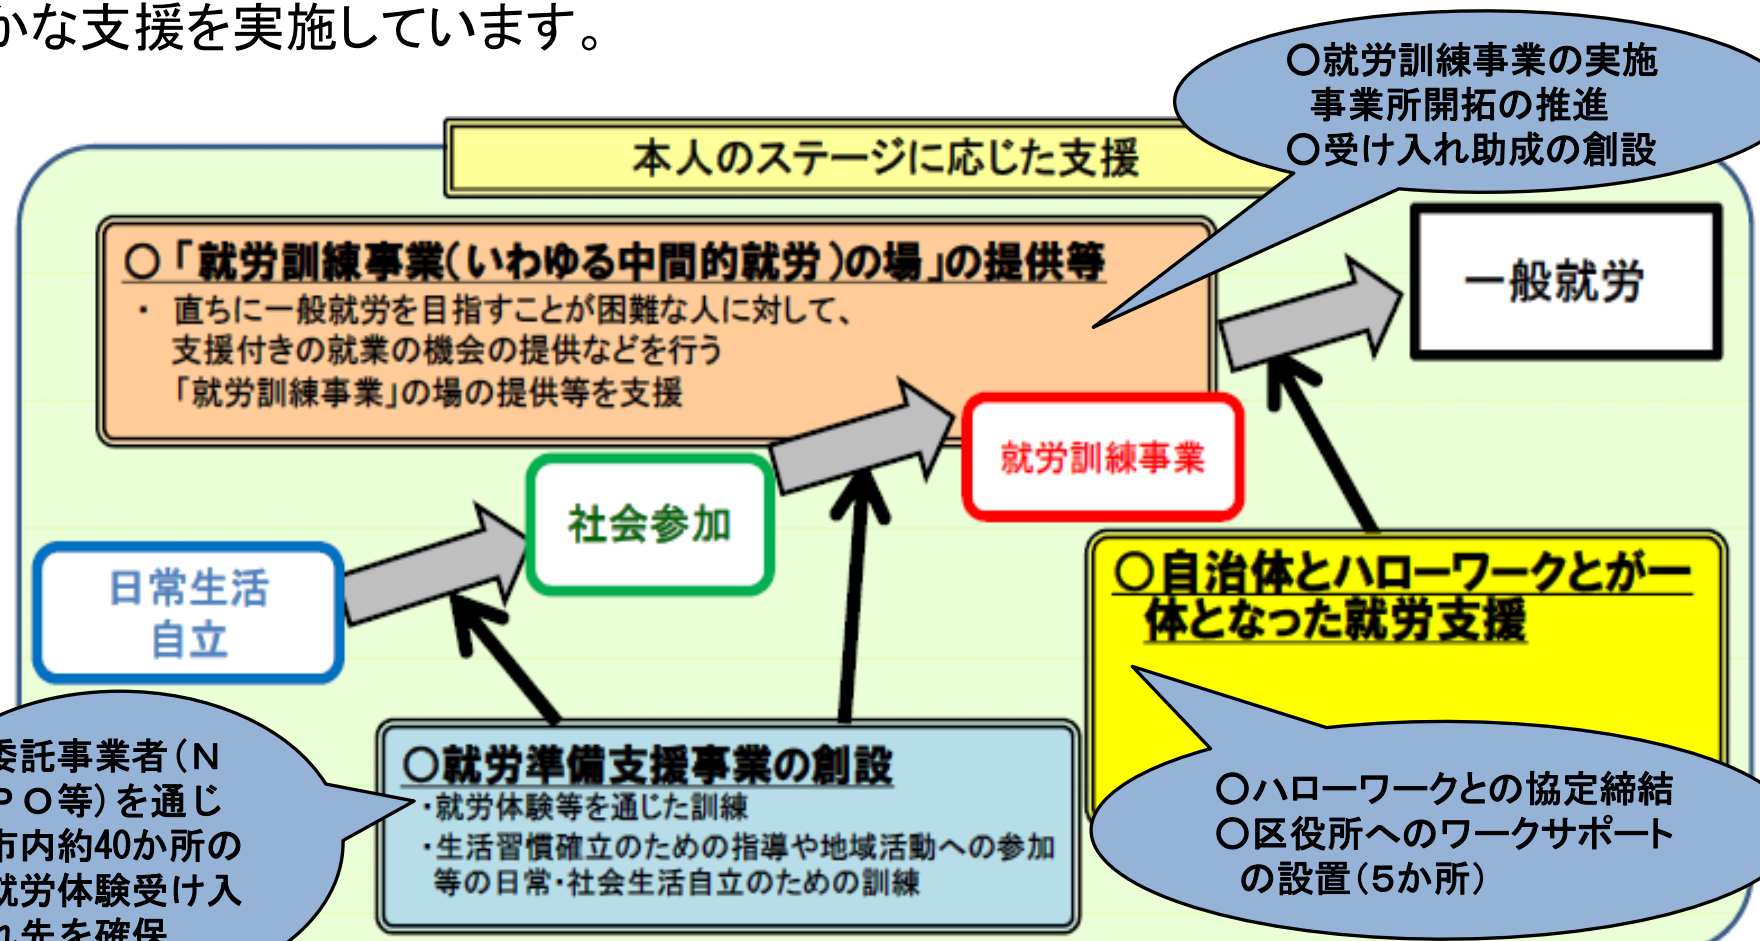 かな支援を実施しています。
〇就労訓練事業の実施
事業所開拓の推進
〇受け入れ助成の創設
本人のステージに応じた支援
〇「就労訓練事業(いわゆる中間的就労)の場」の提供等
・ 直ちに一般就労を目指すことが困難な人に対して、
支援付きの就業の機会の提供などを行う
「就労訓練事業」の場の提供等を支援
一般就労
就労訓練事業
社会参加
日常生活
自立
〇自治体とハローワークとが一
体となった就労支援
委託事業者(N
PO等)を通じ
市内約40か所の
就労体験受け入
れ先を確保
〇就労準備支援事業の創設
・就労体験等を通じた訓練
・生活習慣確立のための指導や地域活動への参加
等の日常・社会生活自立のための訓練
〇ハローワークとの協定締結
〇区役所へのワークサポート
の設置(5か所)